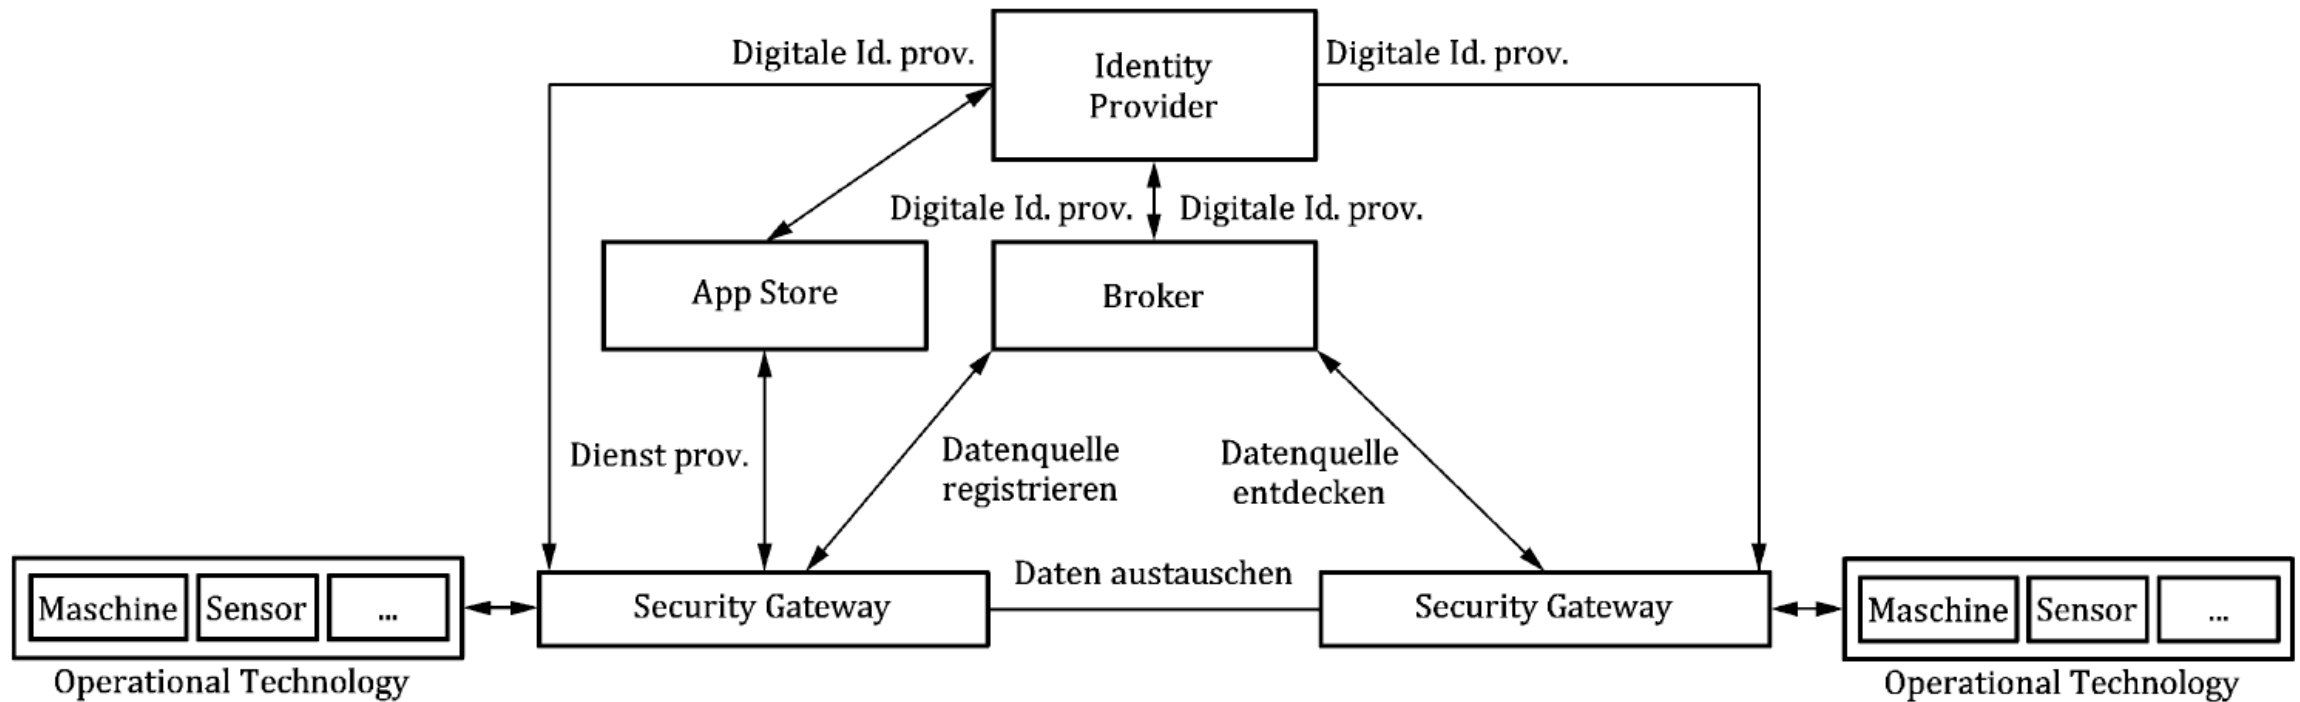 Digitale Id. prov.
Identity
Provider
Digitale Id. prov.
Digitale Id. prov.
Digitale Id. prov.
App Store
Broker
Dienst prov.
Datenquelle
registrieren
Datenquelle
entdecken
Maschine
Sensor
...
Operational Technology
Security Gateway
Daten austauschen
Security Gateway
Maschine
Sensor
...
Operational Technology